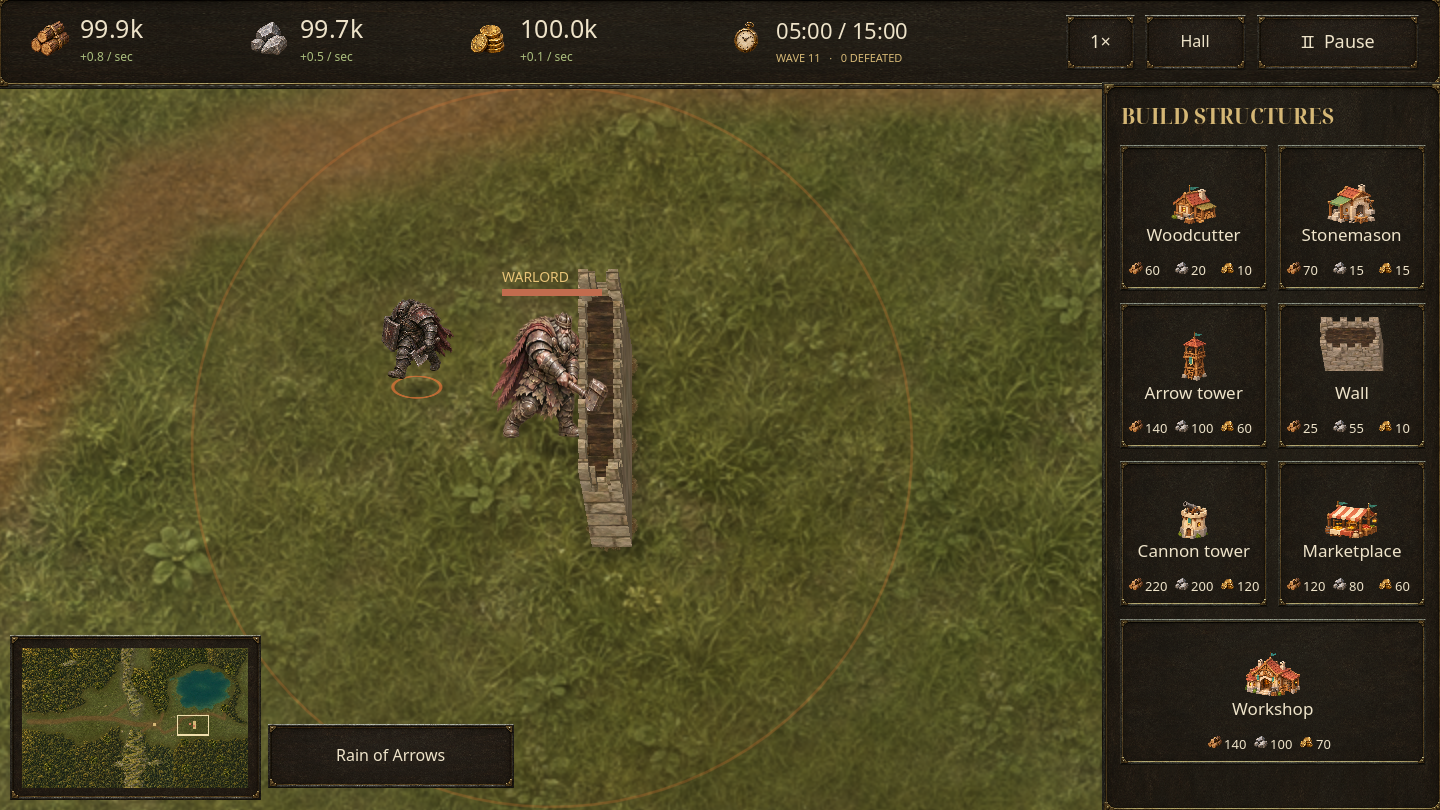 99.9k
+0.8 / sec
99.7k
+0.5 / sec
100.0k
+0.1 / sec
05:00 / 15:00
WAVE 11 · 0 DEFEATED
1×
Hall
Pause
BUILD STRUCTURES
Woodcutter
60 20 10
Stonemason
70 15 15
Arrow tower
140 100 60
Wall
25 55 10
Cannon tower
220 200 120
Marketplace
120 80 60
Workshop
140 100 70
WARLORD
Rain of Arrows